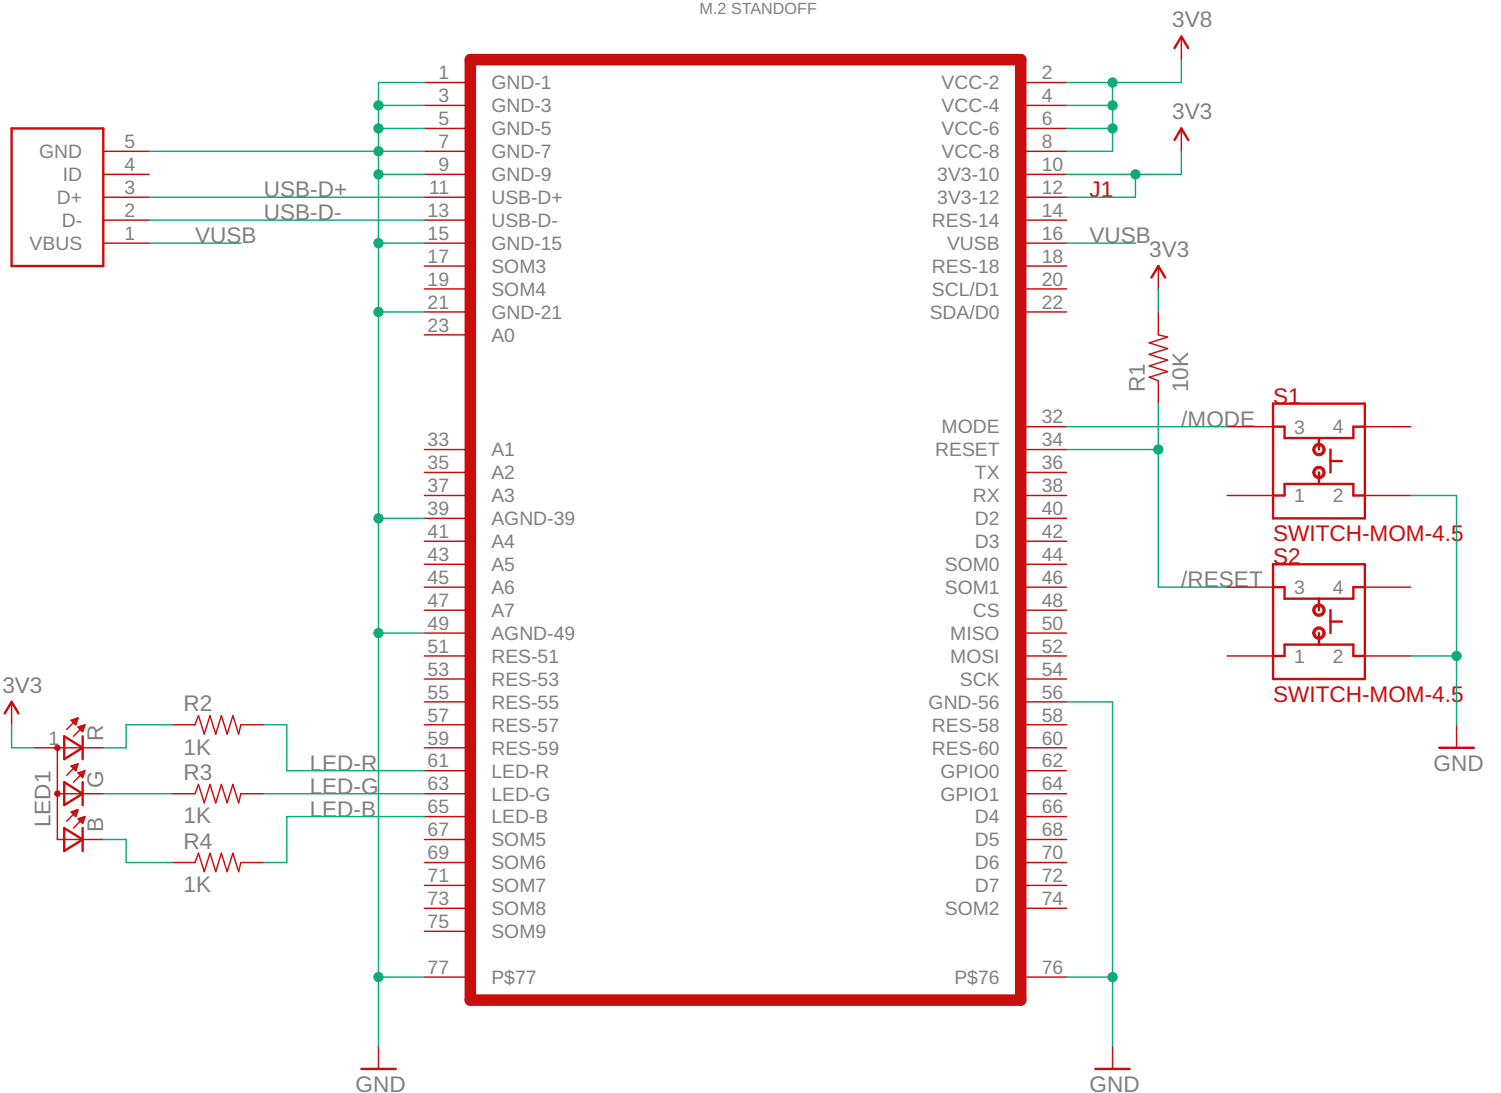 M.2 STANDOFF
3V8
1 GND-1 VCC-2 2
3 GND-3 VCC-4 4
3V3
5 GND-5 VCC-6 6
GND 5 7 GND-7 VCC-8 8
ID 4 9 GND-9 3V3-10 10
D+ 3 USB-D+ 11 USB-D+ 3V3-12 12 J1
D- 2 USB-D- 13 USB-D- RES-14 14
VBUS 1 VUSB 15 GND-15 VUSB 16 VUSB
3V3
17 SOM3 RES-18 18
19 SOM4 SCL/D1 20
21 GND-21 SDA/D0 22
23 A0
R1 10K
S1
MODE 32 /MODE 3 4
33 A1 RESET 34
35 A2 TX 36
37 A3 RX 38 1 2
39 AGND-39 D2 40
SWITCH-MOM-4.5
41 A4 D3 42
S2
43 A5 SOM0 44
45 A6 SOM1 46 /RESET 3 4
47 A7 CS 48
49 AGND-49 MISO 50
51 RES-51 MOSI 52 1 2
53 RES-53 SCK 54
SWITCH-MOM-4.5
3V3
55 RES-55 GND-56 56
R2
57 RES-57 RES-58 58
1 R 1K 59 RES-59 RES-60 60
GND
R3 LED-R 61 LED-R GPIO0 62
LED1 G LED-G 63 LED-G GPIO1 64
1K LED-B 65 LED-B D4 66
B R4 67 SOM5 D5 68
69 SOM6 D6 70
1K 71 SOM7 D7 72
73 SOM8 SOM2 74
75 SOM9
77 P$77 P$76 76
GND GND